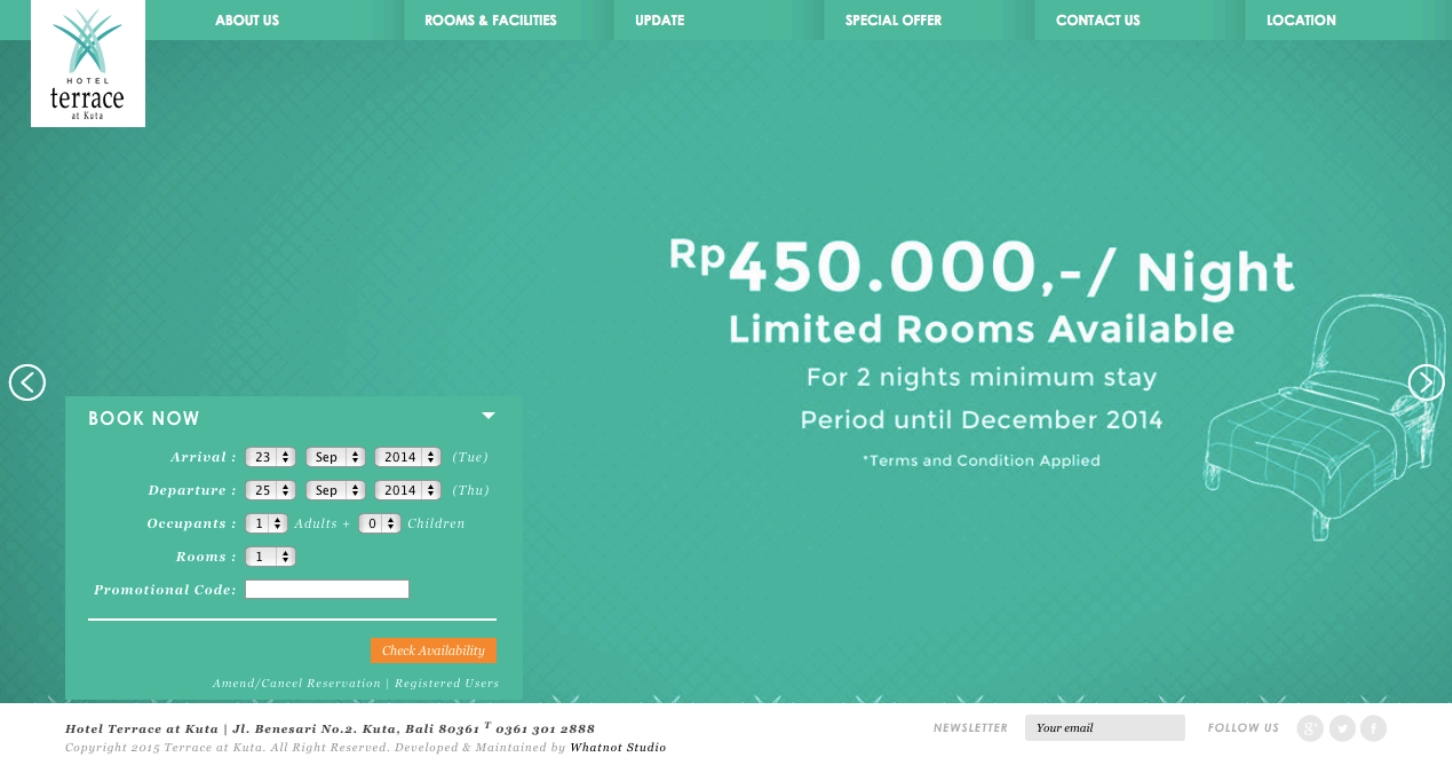 HOTEL
terrace
at Kuta
ABOUT US
ROOMS & FACILITIES
UPDATE
SPECIAL OFFER
CONTACT US
LOCATION
Rp450.000,-/ Night
Limited Rooms Available
For 2 nights minimum stay
Period until December 2014
*Terms and Condition Applied
BOOK NOW
Arrival : 23 Sep 2014 (Tue)
Departure : 25 Sep 2014 (Thu)
Occupants : 1 Adults + 0 Children
Rooms : 1
Promotional Code:
Check Availability
Amend/Cancel Reservation | Registered Users
Hotel Terrace at Kuta | Jl. Benesari No.2. Kuta, Bali 80361 T 0361 301 2888
Copyright 2015 Terrace at Kuta. All Right Reserved. Developed & Maintained by Whatnot Studio
NEWSLETTER
Your email
FOLLOW US